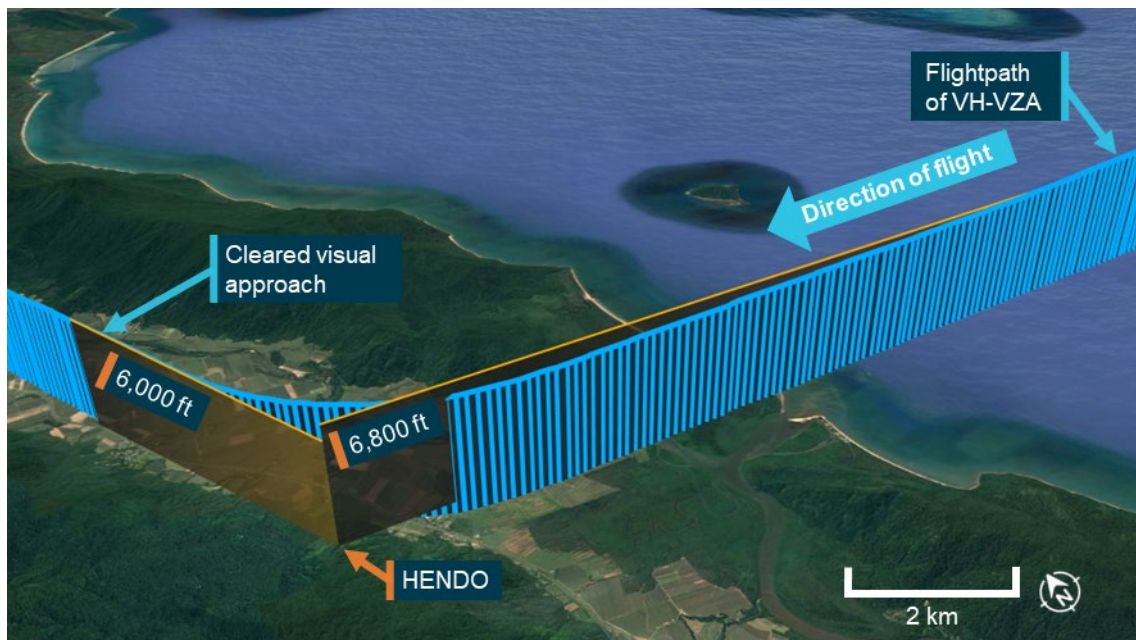 Flightpath
of VH-VZA
Direction of flight
Cleared visual
approach
6,000 ft
6,800 ft
HENDO
2 km
N